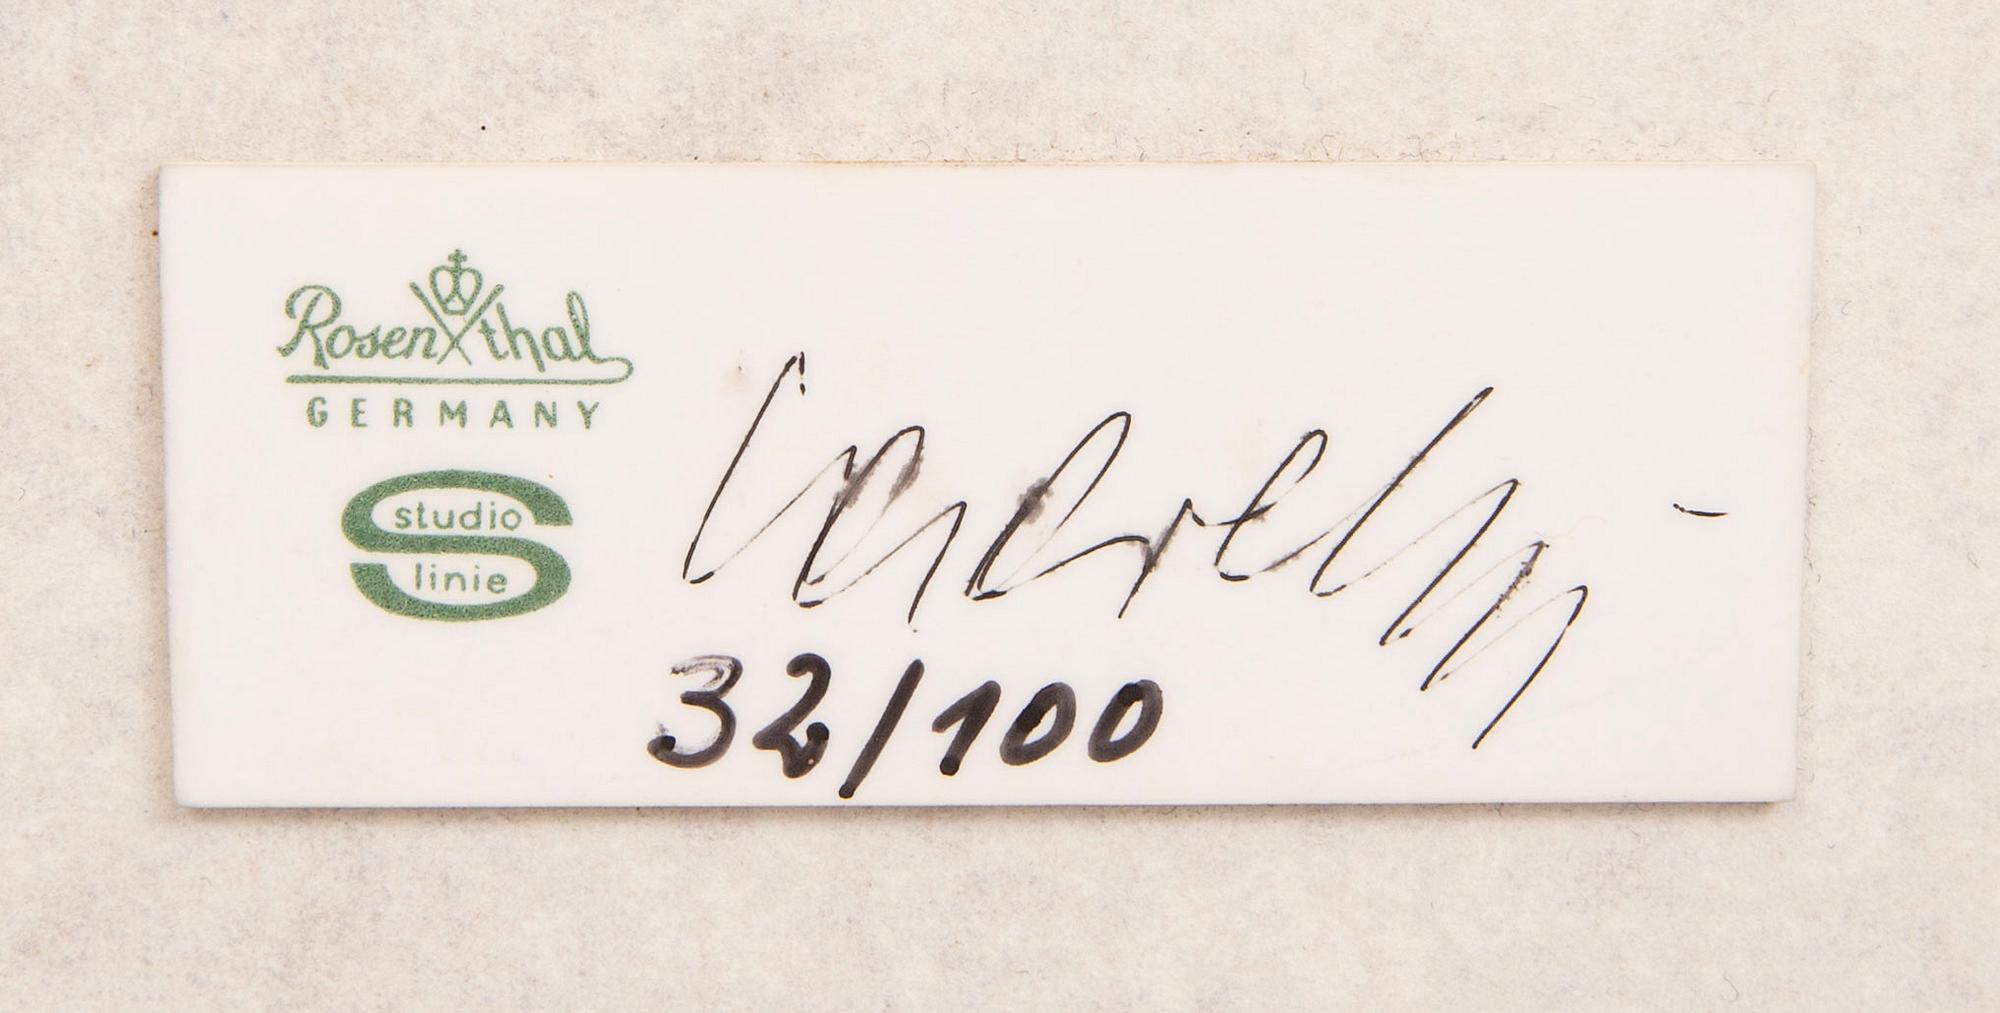 Rosenthal
GERMANY
studio
linie
32/100